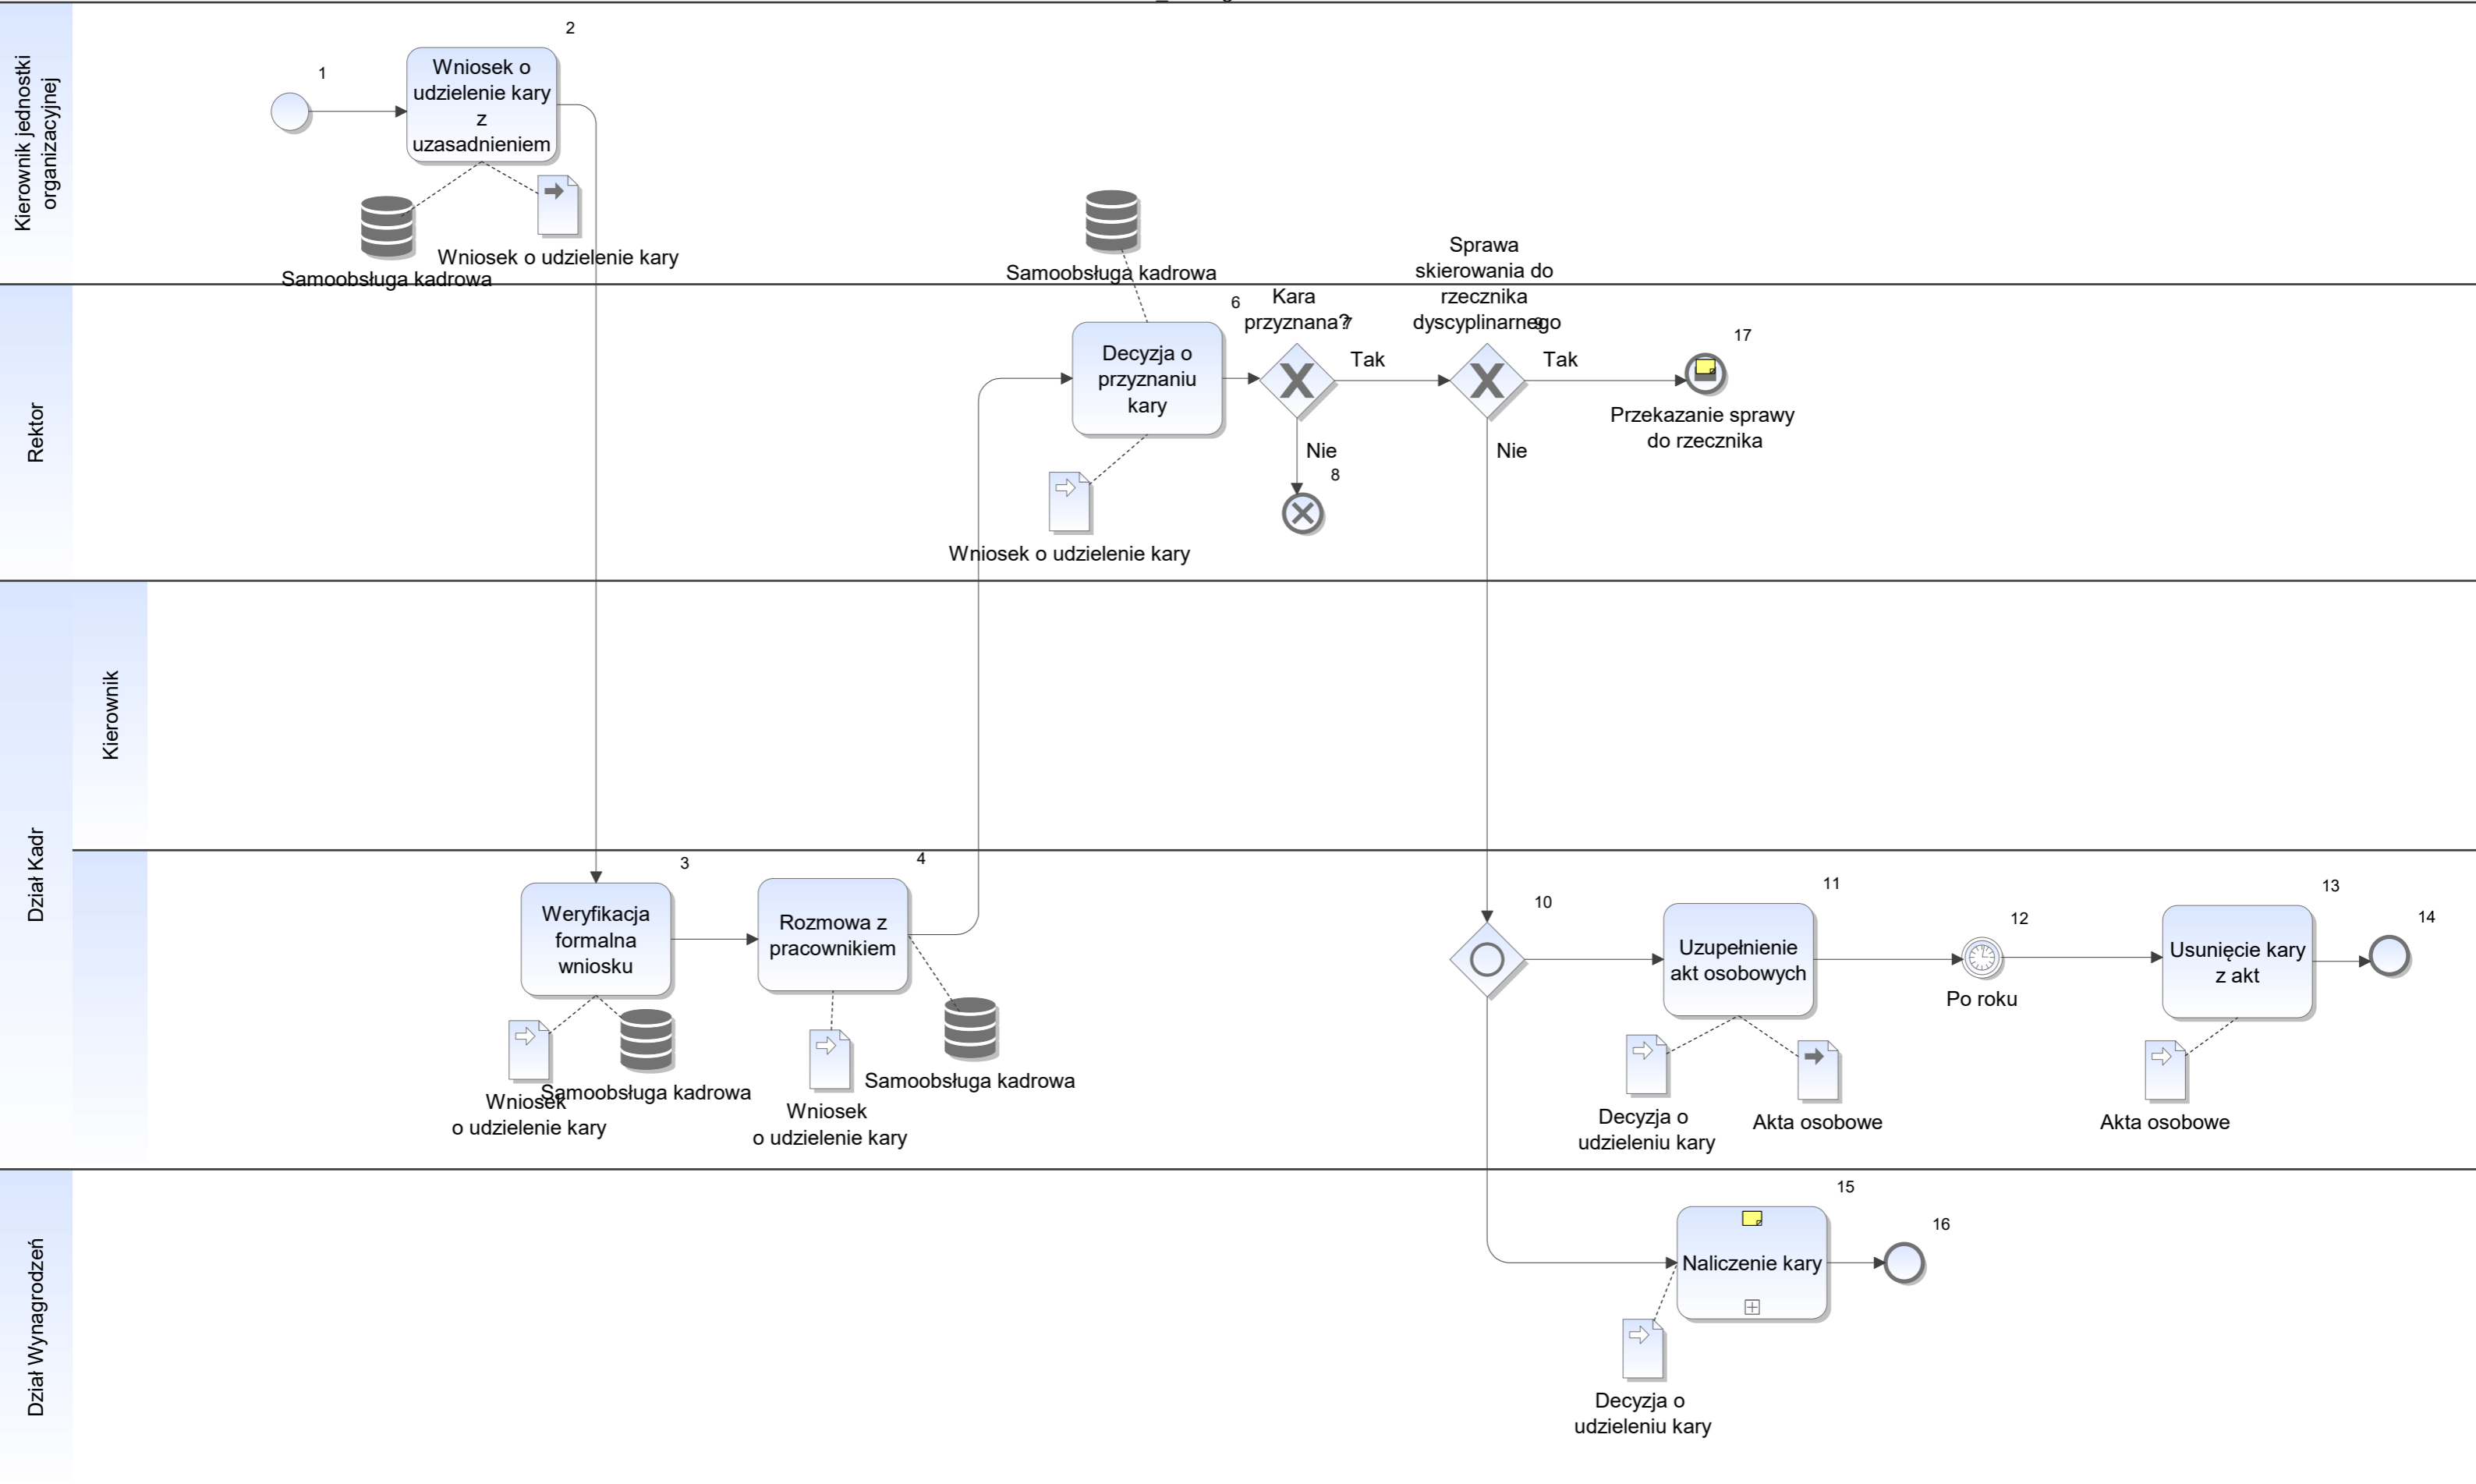 Kierownik jednostki
organizacyjnej
1
2
Wniosek o
udzielenie kary
z
uzasadnieniem
Samoobsługa kadrowa
Wniosek o udzielenie kary
Samoobsługa kadrowa
Sprawa
skierowania do
rzecznika
dyscyplinarnego
9
Rektor
6
Decyzja o
przyznaniu
kary
Wniosek o udzielenie kary
Kara
przyznana?
7
Tak
Nie
8
Tak
Nie
17
Przekazanie sprawy
do rzecznika
Dział Kadr
Kierownik
3
Weryfikacja
formalna
wniosku
Wniosek
o udzielenie kary
Samoobsługa kadrowa
4
Rozmowa z
pracownikiem
Wniosek
o udzielenie kary
Samoobsługa kadrowa
10
11
Uzupełnienie
akt osobowych
Decyzja o
udzieleniu kary
Akta osobowe
12
Po roku
13
Usunięcie kary
z akt
Akta osobowe
14
Dział Wynagrodzeń
15
Naliczenie kary
Decyzja o
udzieleniu kary
16